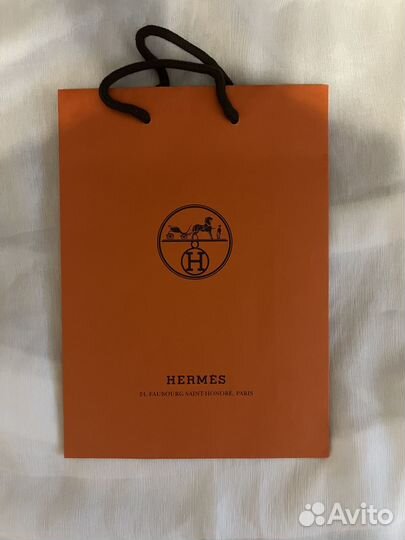 H
HERMÈS
24, FAUBOURG SAINT-HONORÉ, PARIS
Avito